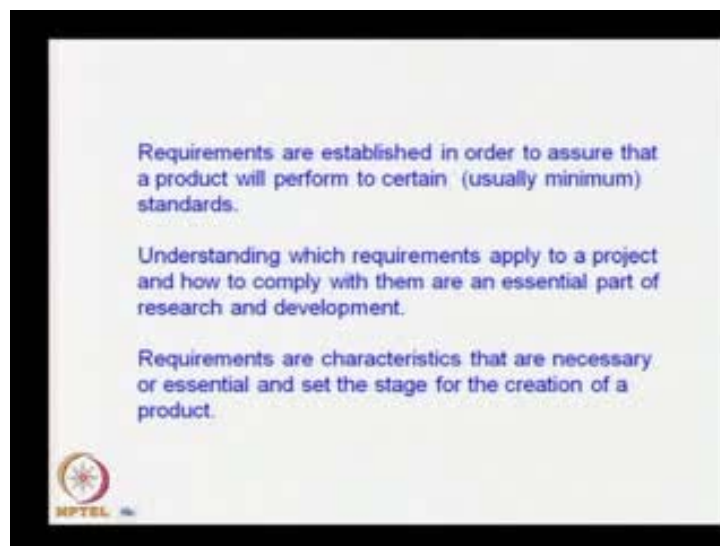 Requirements are established in order to assure that
a product will perform to certain (usually minimum)
standards.
Understanding which requirements apply to a project
and how to comply with them are an essential part of
research and development.
Requirements are characteristics that are necessary
or essential and set the stage for the creation of a
product.
NPTEL